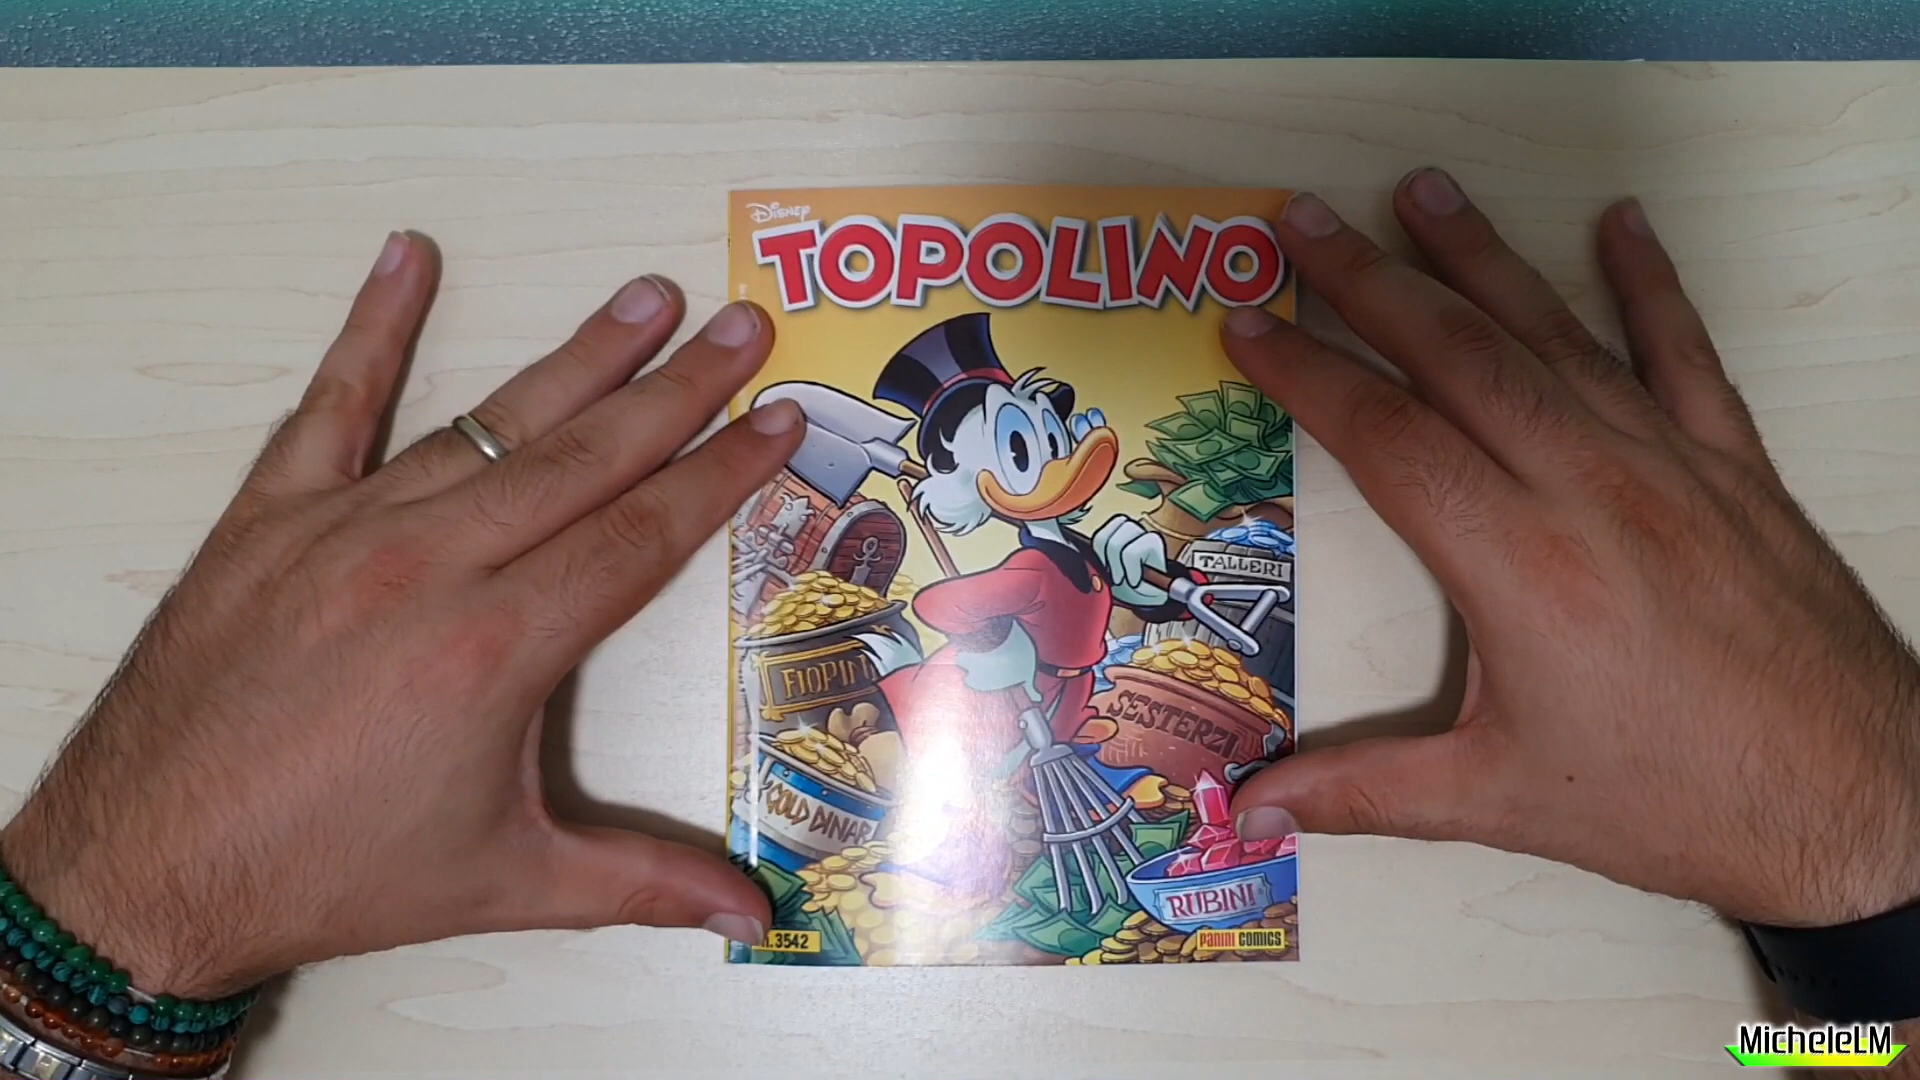 Disney
TOPOLINO
TALLERI
FIORINI
SESTERZI
GOLD DINAR
RUBINI
n. 3542
PANINI COMICS
MicheleLM